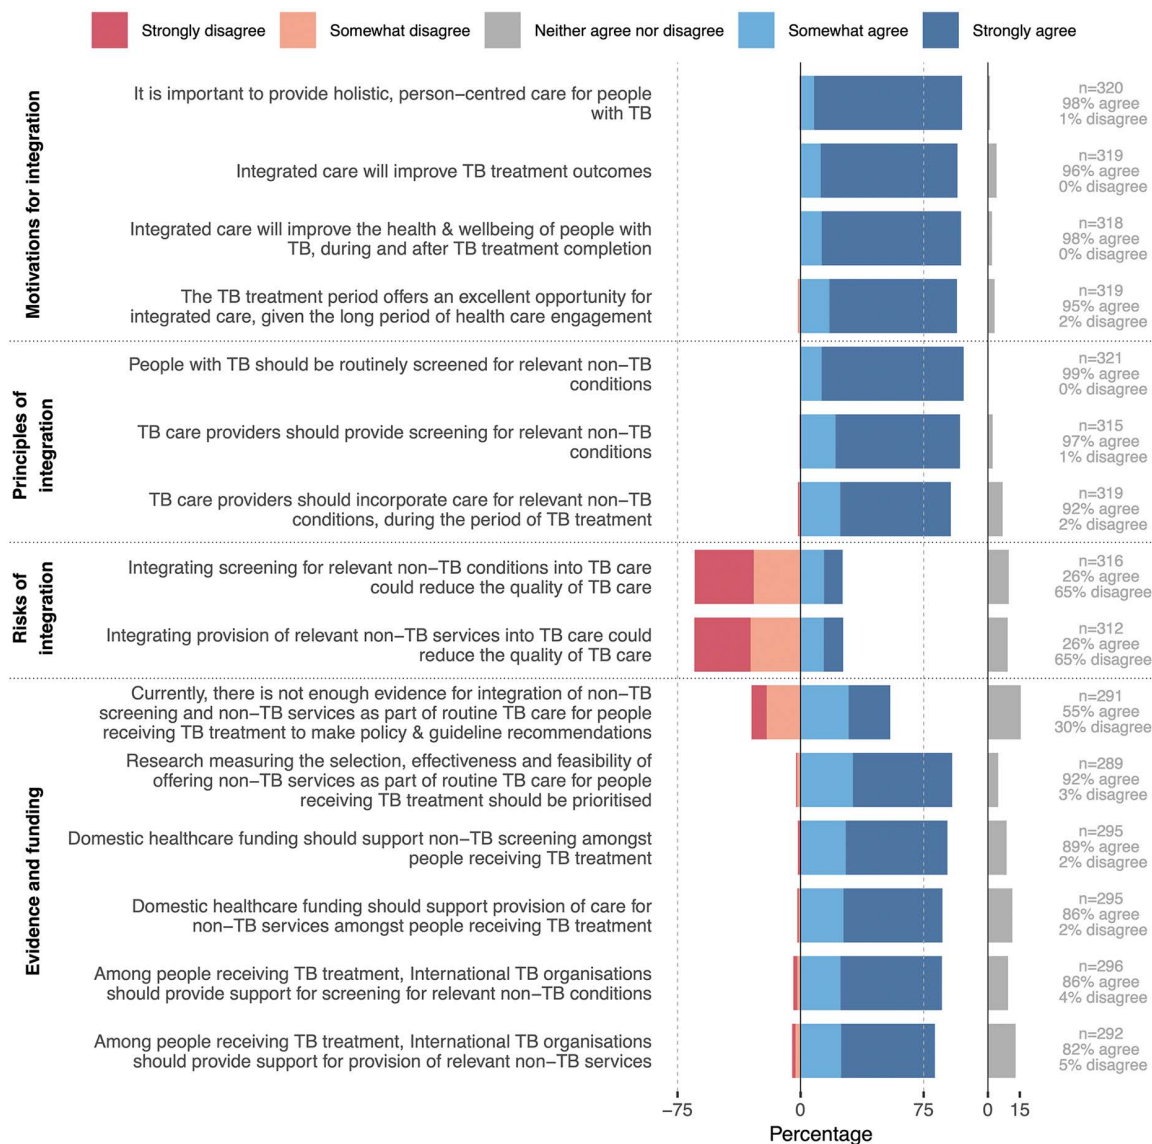 Strongly disagree
Somewhat disagree
Neither agree nor disagree
Somewhat agree
Strongly agree
Motivations for integration
It is important to provide holistic, person−centred care for people
with TB
n=320
98% agree
1% disagree
Integrated care will improve TB treatment outcomes
n=319
96% agree
0% disagree
Integrated care will improve the health & wellbeing of people with
TB, during and after TB treatment completion
n=318
98% agree
0% disagree
The TB treatment period offers an excellent opportunity for
integrated care, given the long period of health care engagement
n=319
95% agree
2% disagree
Principles of
integration
People with TB should be routinely screened for relevant non−TB
conditions
n=321
99% agree
0% disagree
TB care providers should provide screening for relevant non−TB
conditions
n=315
97% agree
1% disagree
TB care providers should incorporate care for relevant non−TB
conditions, during the period of TB treatment
n=319
92% agree
2% disagree
Risks of
integration
Integrating screening for relevant non−TB conditions into TB care
could reduce the quality of TB care
n=316
26% agree
65% disagree
Integrating provision of relevant non−TB services into TB care could
reduce the quality of TB care
n=312
26% agree
65% disagree
Evidence and funding
Currently, there is not enough evidence for integration of non−TB
screening and non−TB services as part of routine TB care for people
receiving TB treatment to make policy & guideline recommendations
n=291
55% agree
30% disagree
Research measuring the selection, effectiveness and feasibility of
offering non−TB services as part of routine TB care for people
receiving TB treatment should be prioritised
n=289
92% agree
3% disagree
Domestic healthcare funding should support non−TB screening amongst
people receiving TB treatment
n=295
89% agree
2% disagree
Domestic healthcare funding should support provision of care for
non−TB services amongst people receiving TB treatment
n=295
86% agree
2% disagree
Among people receiving TB treatment, International TB organisations
should provide support for screening for relevant non−TB conditions
n=296
86% agree
4% disagree
Among people receiving TB treatment, International TB organisations
should provide support for provision of relevant non−TB services
n=292
82% agree
5% disagree
−75 0 75 0 15
Percentage